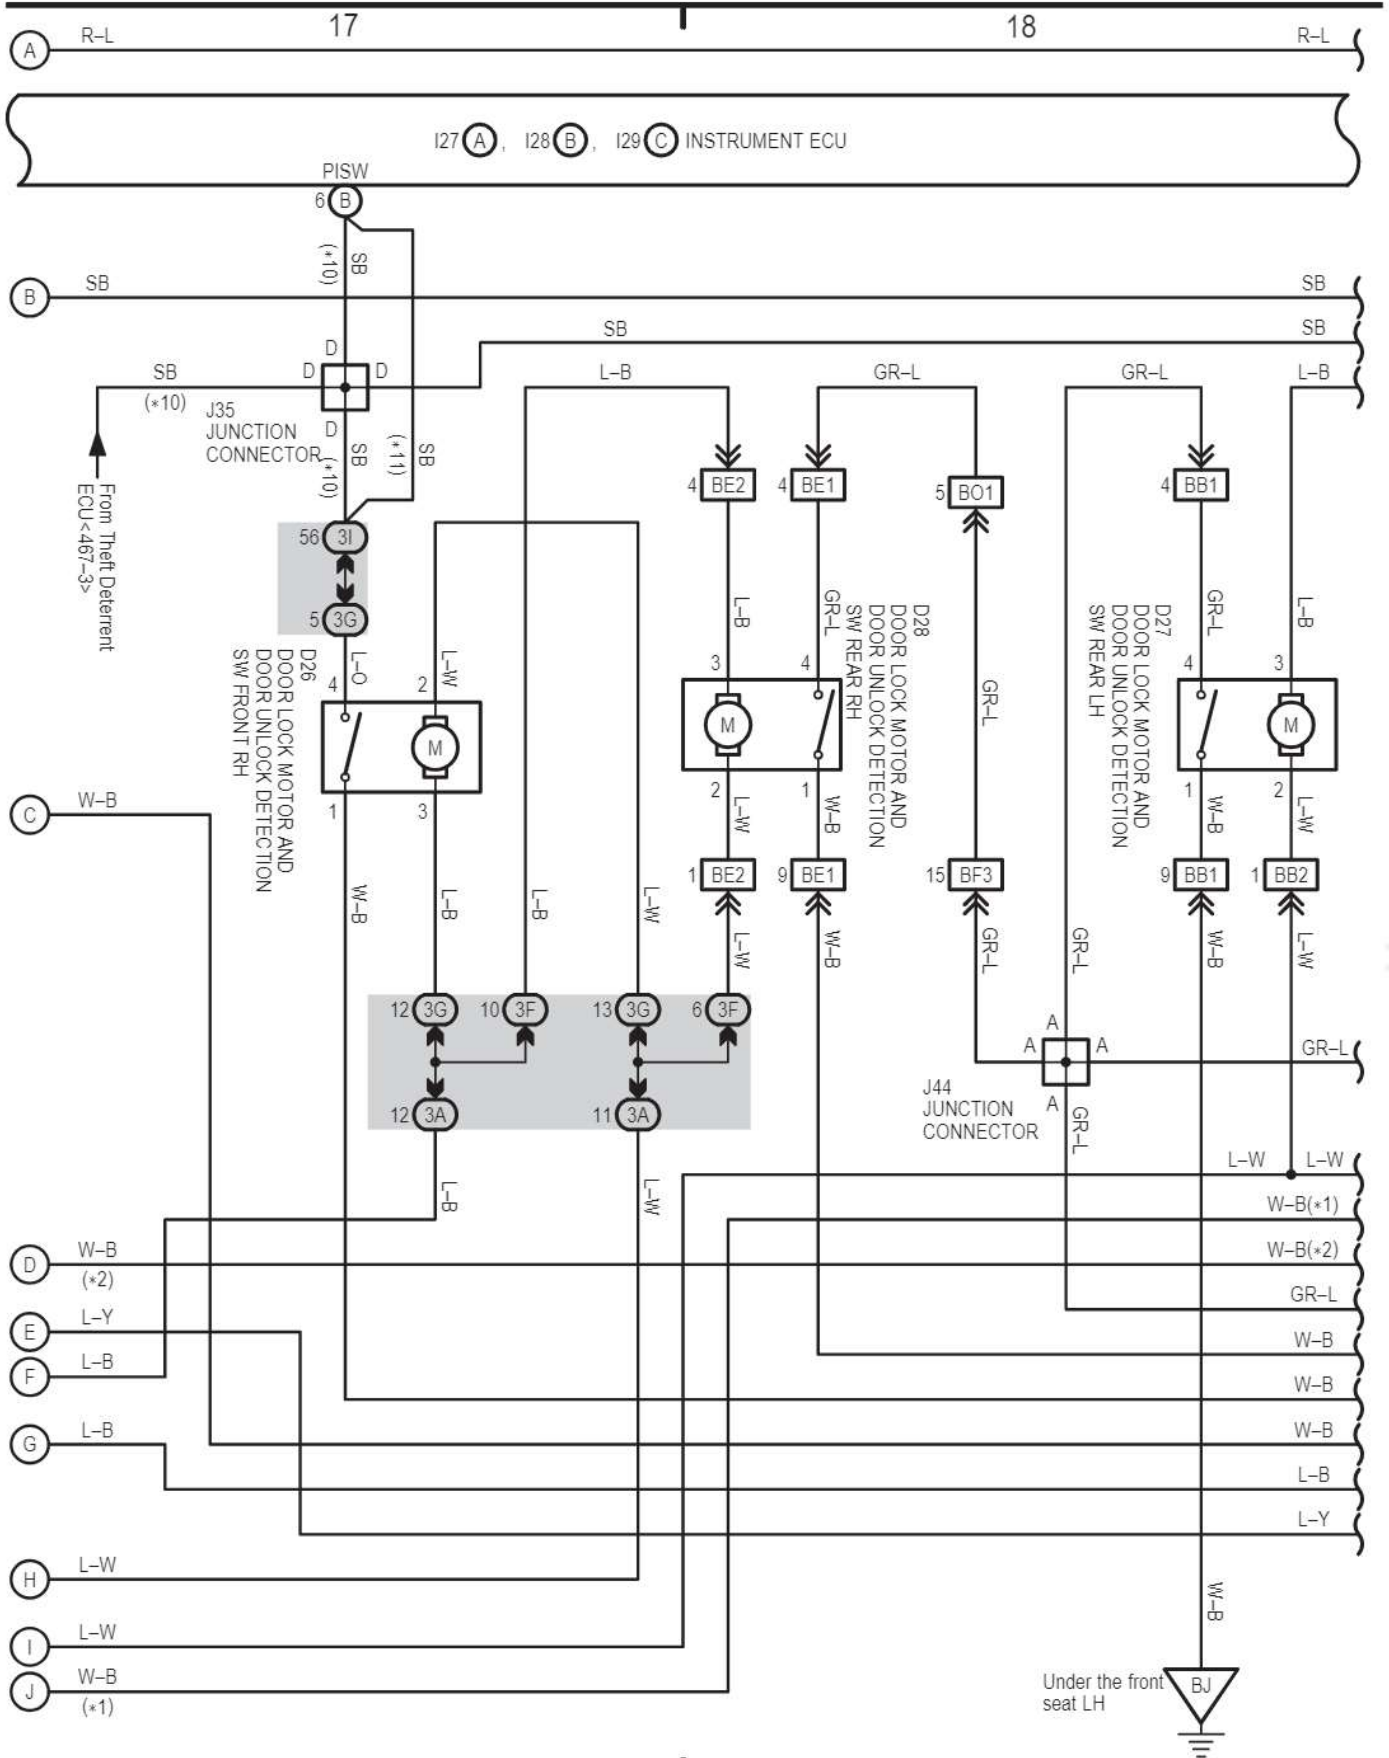 17
18
R–L
R–L
A
I27 A , I28 B , I29 C INSTRUMENT ECU
PISW
6 B
(*10)
SB
B
SB
SB
SB
SB
D
D
D
D
SB
(*10)
J35
JUNCTION
CONNECTOR
(*10)
SB
(*11)
SB
From Theft Deterrent
ECU<467–3>
L–B
GR–L
GR–L
L–B
4 BE2
4 BE1
5 BO1
4 BB1
56 3I
5 3G
L–O
L–W
D26
DOOR LOCK MOTOR AND
DOOR UNLOCK DETECTION
SW FRONT RH
4
2
M
1
3
L–B
GR–L
D28
DOOR LOCK MOTOR AND
DOOR UNLOCK DETECTION
SW REAR RH
3
4
M
2
1
GR–L
D27
DOOR LOCK MOTOR AND
DOOR UNLOCK DETECTION
SW REAR LH
GR–L
L–B
4
3
M
1
2
C
W–B
L–W
W–B
W–B
L–W
1 BE2
9 BE1
15 BF3
9 BB1
1 BB2
W–B
L–B
L–B
L–W
L–W
W–B
GR–L
GR–L
W–B
L–W
12 3G
10 3F
13 3G
6 3F
12 3A
11 3A
A
A
A
A
J44
JUNCTION
CONNECTOR
GR–L
GR–L
L–B
L–W
L–W
L–W
W–B(*1)
D
W–B
(*2)
W–B(*2)
GR–L
E
L–Y
W–B
F
L–B
W–B
G
L–B
W–B
L–B
L–Y
H
L–W
W–B
I
L–W
J
W–B
(*1)
Under the front
seat LH
BJ